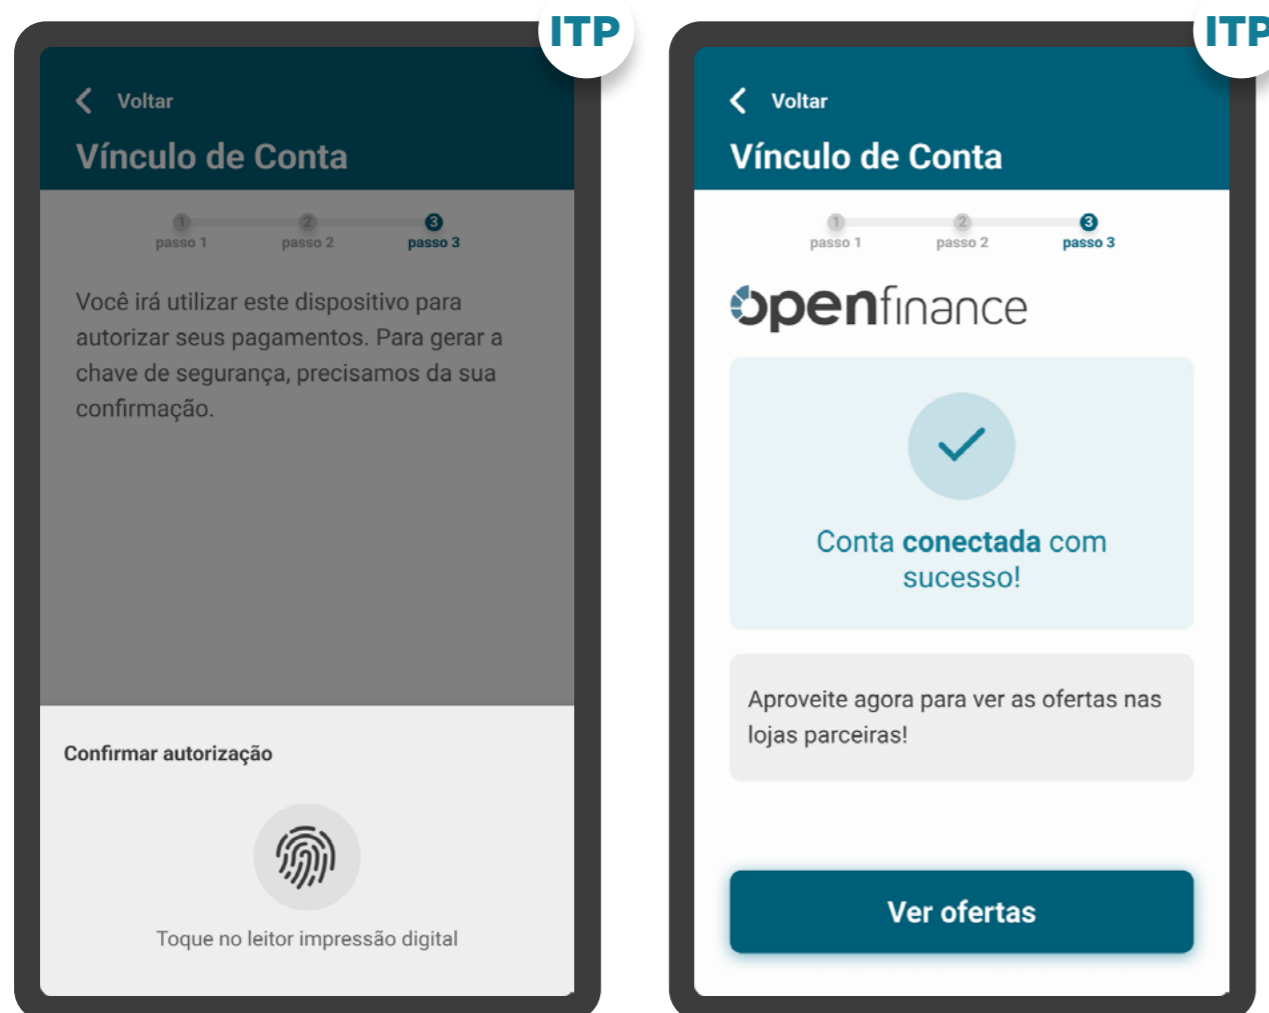 ITP
Voltar
Vínculo de Conta
1 2 3
passo 1 passo 2 passo 3
Você irá utilizar este dispositivo para
autorizar seus pagamentos. Para gerar a
chave de segurança, precisamos da sua
confirmação.
Confirmar autorização
Toque no leitor impressão digital
ITP
Voltar
Vínculo de Conta
1 2 3
passo 1 passo 2 passo 3
openfinance
Conta conectada com
sucesso!
Aproveite agora para ver as ofertas nas
lojas parceiras!
Ver ofertas